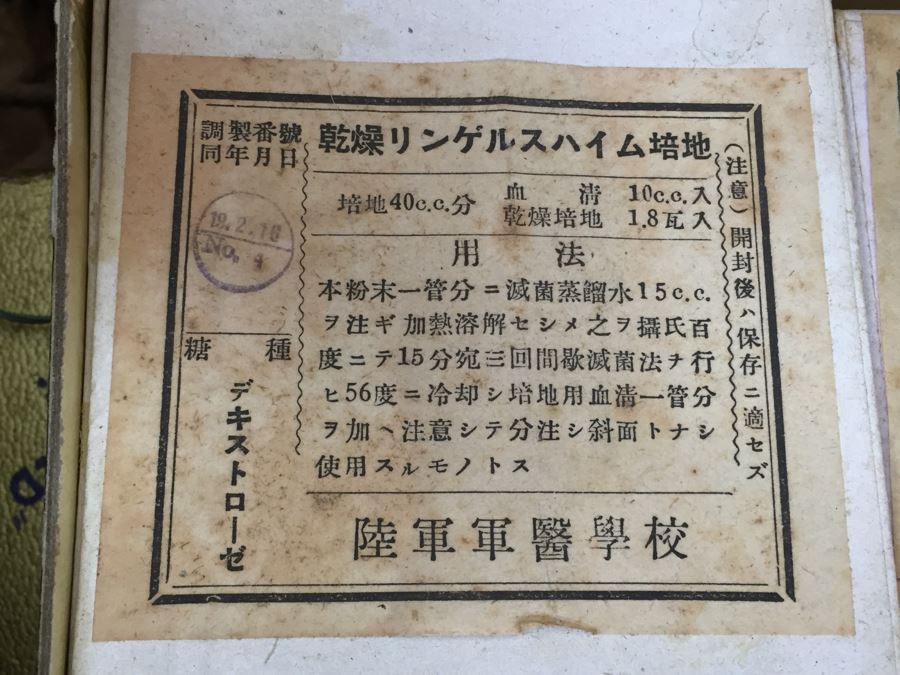 調製番號
同年月日
19.2.16
No. 4
糖種
デキストローゼ
乾燥リンゲルスハイム培地
培地40c.c.分
血清 10c.c.入
乾燥培地 1.8瓦入
用法
本粉末一管分ニ滅菌蒸餾水15c.c.
ヲ注ギ加熱溶解セシメ之ヲ攝氏百
度ニテ15分宛三回間歇滅菌法ヲ行
ヒ56度ニ冷却シ培地用血清一管分
ヲ加ヘ注意シテ分注シ斜面トナシ
使用スルモノトス
陸軍軍醫學校
(注意)開封後ハ保存ニ適セズ